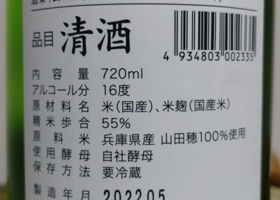 品目 清酒
4 934803 002335
内容量 720ml
アルコール分 16度
原材料名 米(国産)、米麹(国産米)
精米歩合 55%
原料米 兵庫県産 山田穂100%使用
使用酵母 自社酵母
保存方法 要冷蔵
製造年月 202205